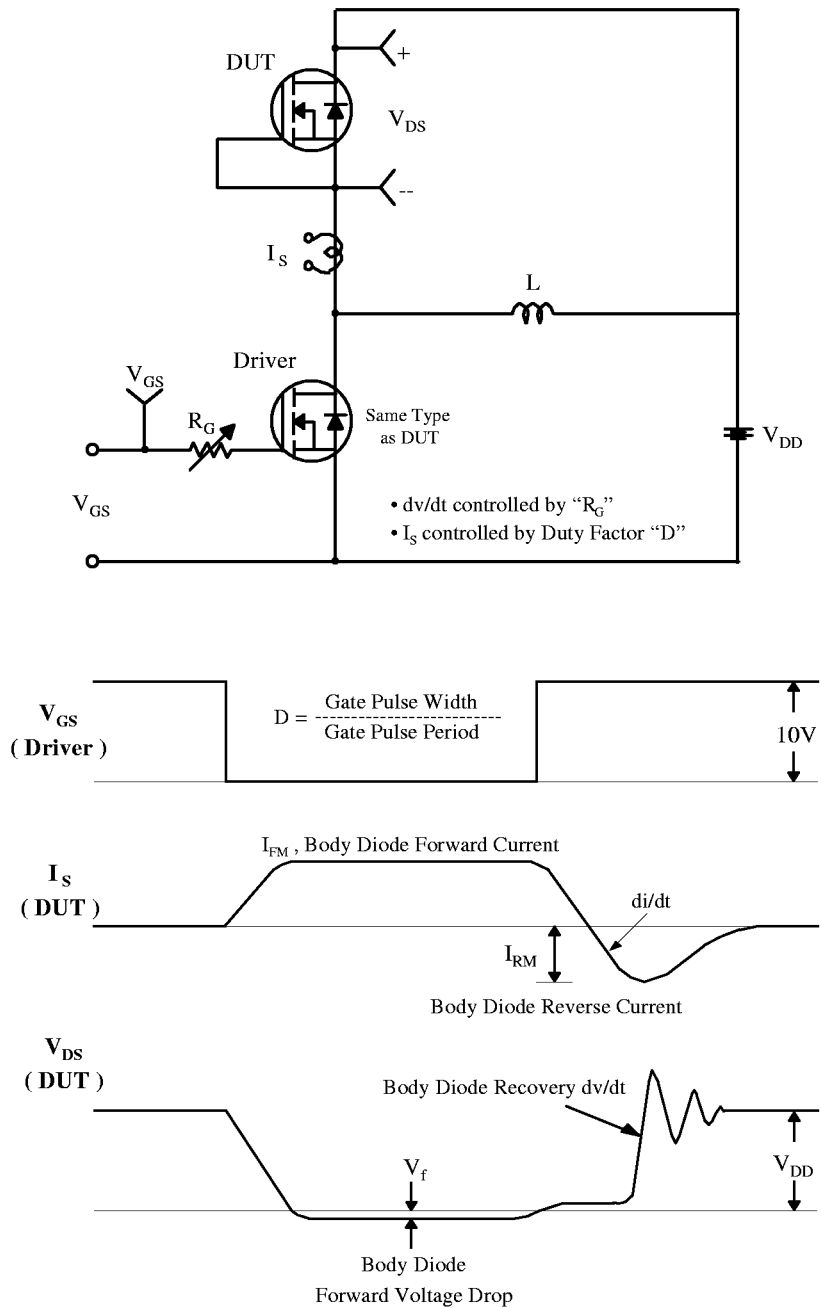 DUT
+
V_DS
--
I_S
L
Driver
V_GS
R_G
Same Type
as DUT
V_DD
V_GS
• dv/dt controlled by “R_G”
• I_S controlled by Duty Factor “D”
V_GS
( Driver )
D = Gate Pulse Width
--------------------------
Gate Pulse Period
10V
I_FM , Body Diode Forward Current
I_S
( DUT )
di/dt
I_RM
Body Diode Reverse Current
V_DS
( DUT )
Body Diode Recovery dv/dt
V_f
V_DD
Body Diode
Forward Voltage Drop